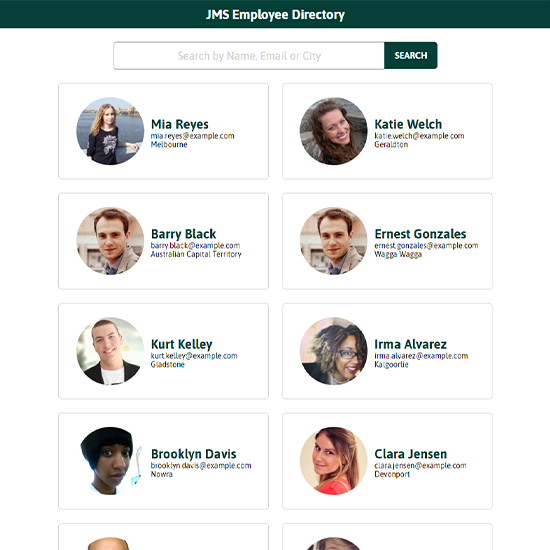 JMS Employee Directory
Search by Name, Email or City
SEARCH
Mia Reyes
mia.reyes@example.com
Melbourne
Katie Welch
katie.welch@example.com
Geraldton
Barry Black
barry.black@example.com
Australian Capital Territory
Ernest Gonzales
ernest.gonzales@example.com
Wagga Wagga
Kurt Kelley
kurt.kelley@example.com
Gladstone
Irma Alvarez
irma.alvarez@example.com
Kalgoorlie
Brooklyn Davis
brooklyn.davis@example.com
Nowra
Clara Jensen
clara.jensen@example.com
Devonport